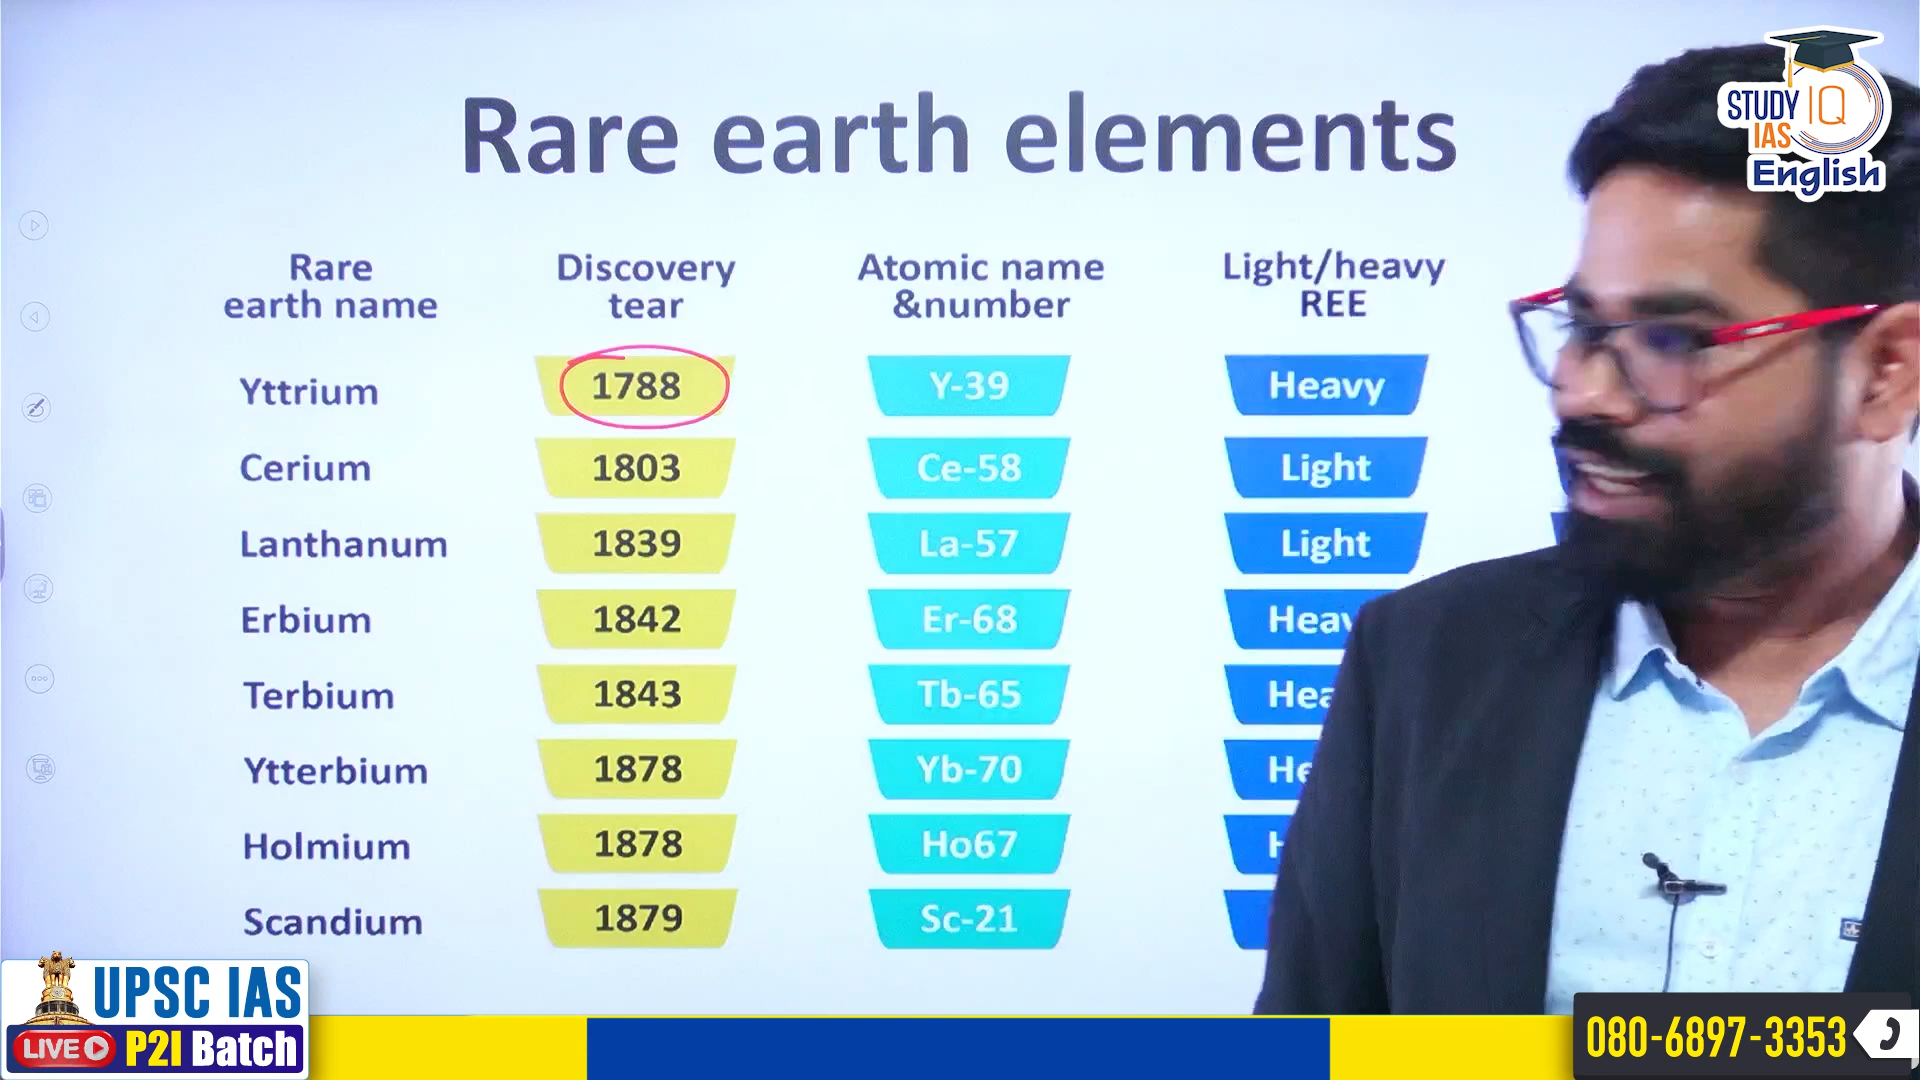 STUDY IQ
IAS
English
Rare earth elements
Rare earth name
Discovery tear
Atomic name &number
Light/heavy REE
Yttrium 1788 Y-39 Heavy
Cerium 1803 Ce-58 Light
Lanthanum 1839 La-57 Light
Erbium 1842 Er-68 Heav
Terbium 1843 Tb-65 Hea
Ytterbium 1878 Yb-70 He
Holmium 1878 Ho67 H
Scandium 1879 Sc-21
UPSC IAS
LIVE P2I Batch
080-6897-3353